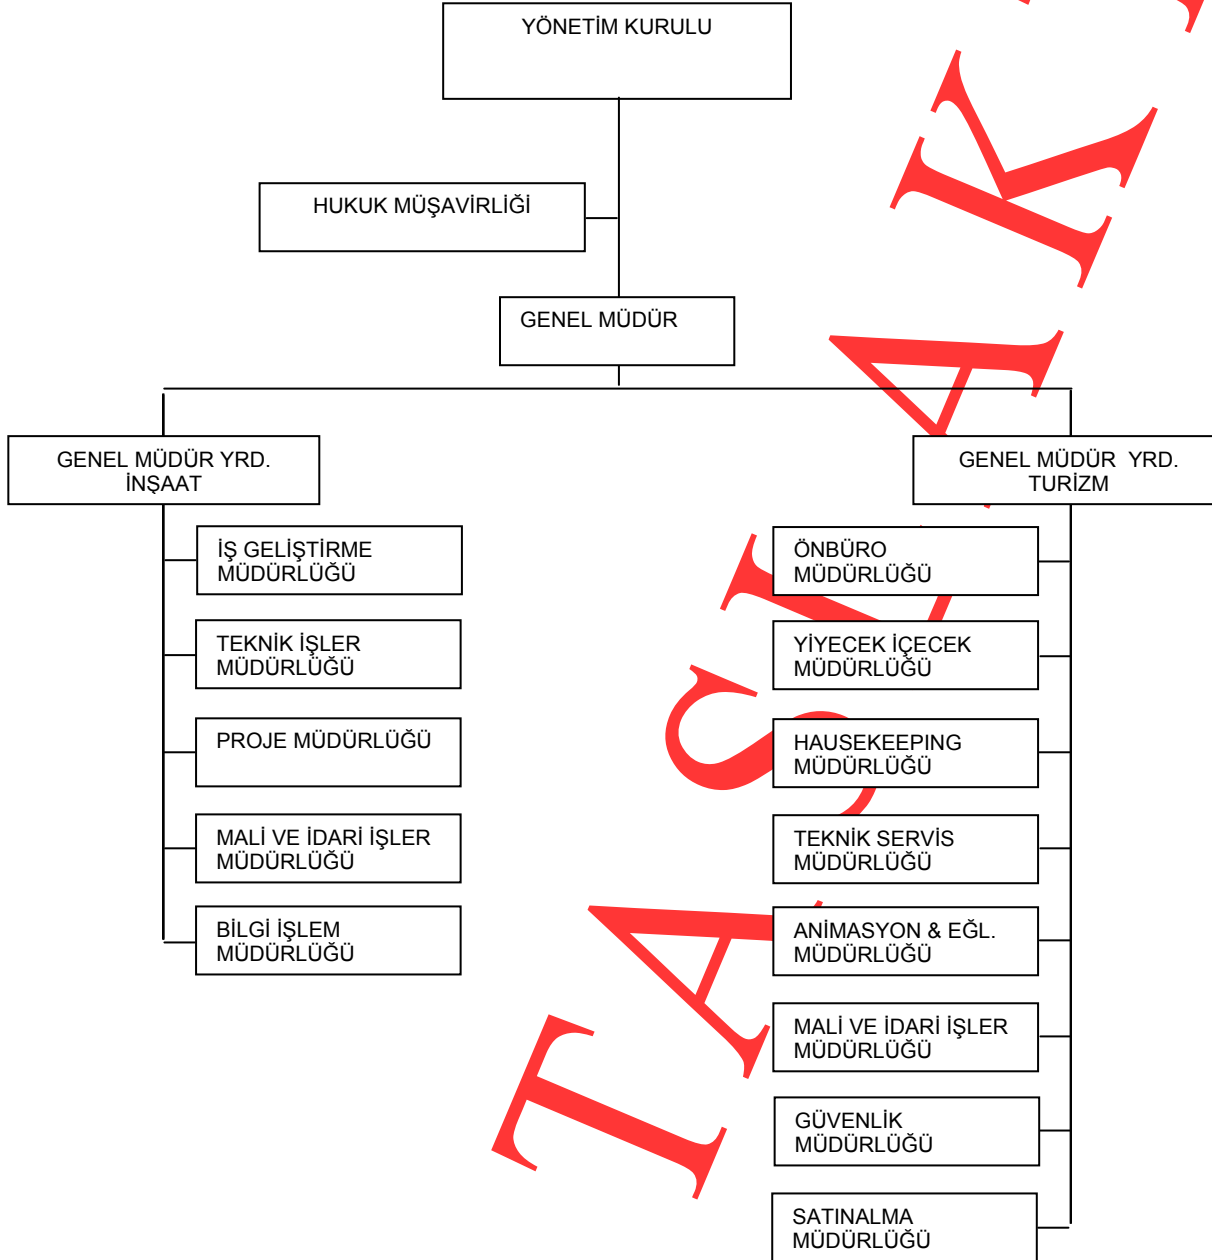 YÖNETİM KURULU
HUKUK MÜŞAVİRLİĞİ
GENEL MÜDÜR
GENEL MÜDÜR YRD.
İNŞAAT
İŞ GELİŞTİRME
MÜDÜRLÜĞÜ
TEKNİK İŞLER
MÜDÜRLÜĞÜ
PROJE MÜDÜRLÜĞÜ
MALİ VE İDARİ İŞLER
MÜDÜRLÜĞÜ
BİLGİ İŞLEM
MÜDÜRLÜĞÜ
GENEL MÜDÜR YRD.
TURİZM
ÖNBÜRO
MÜDÜRLÜĞÜ
YİYECEK İÇECEK
MÜDÜRLÜĞÜ
HAUSEKEEPING
MÜDÜRLÜĞÜ
TEKNİK SERVİS
MÜDÜRLÜĞÜ
ANİMASYON & EĞL.
MÜDÜRLÜĞÜ
MALİ VE İDARİ İŞLER
MÜDÜRLÜĞÜ
GÜVENLİK
MÜDÜRLÜĞÜ
SATINALMA
MÜDÜRLÜĞÜ